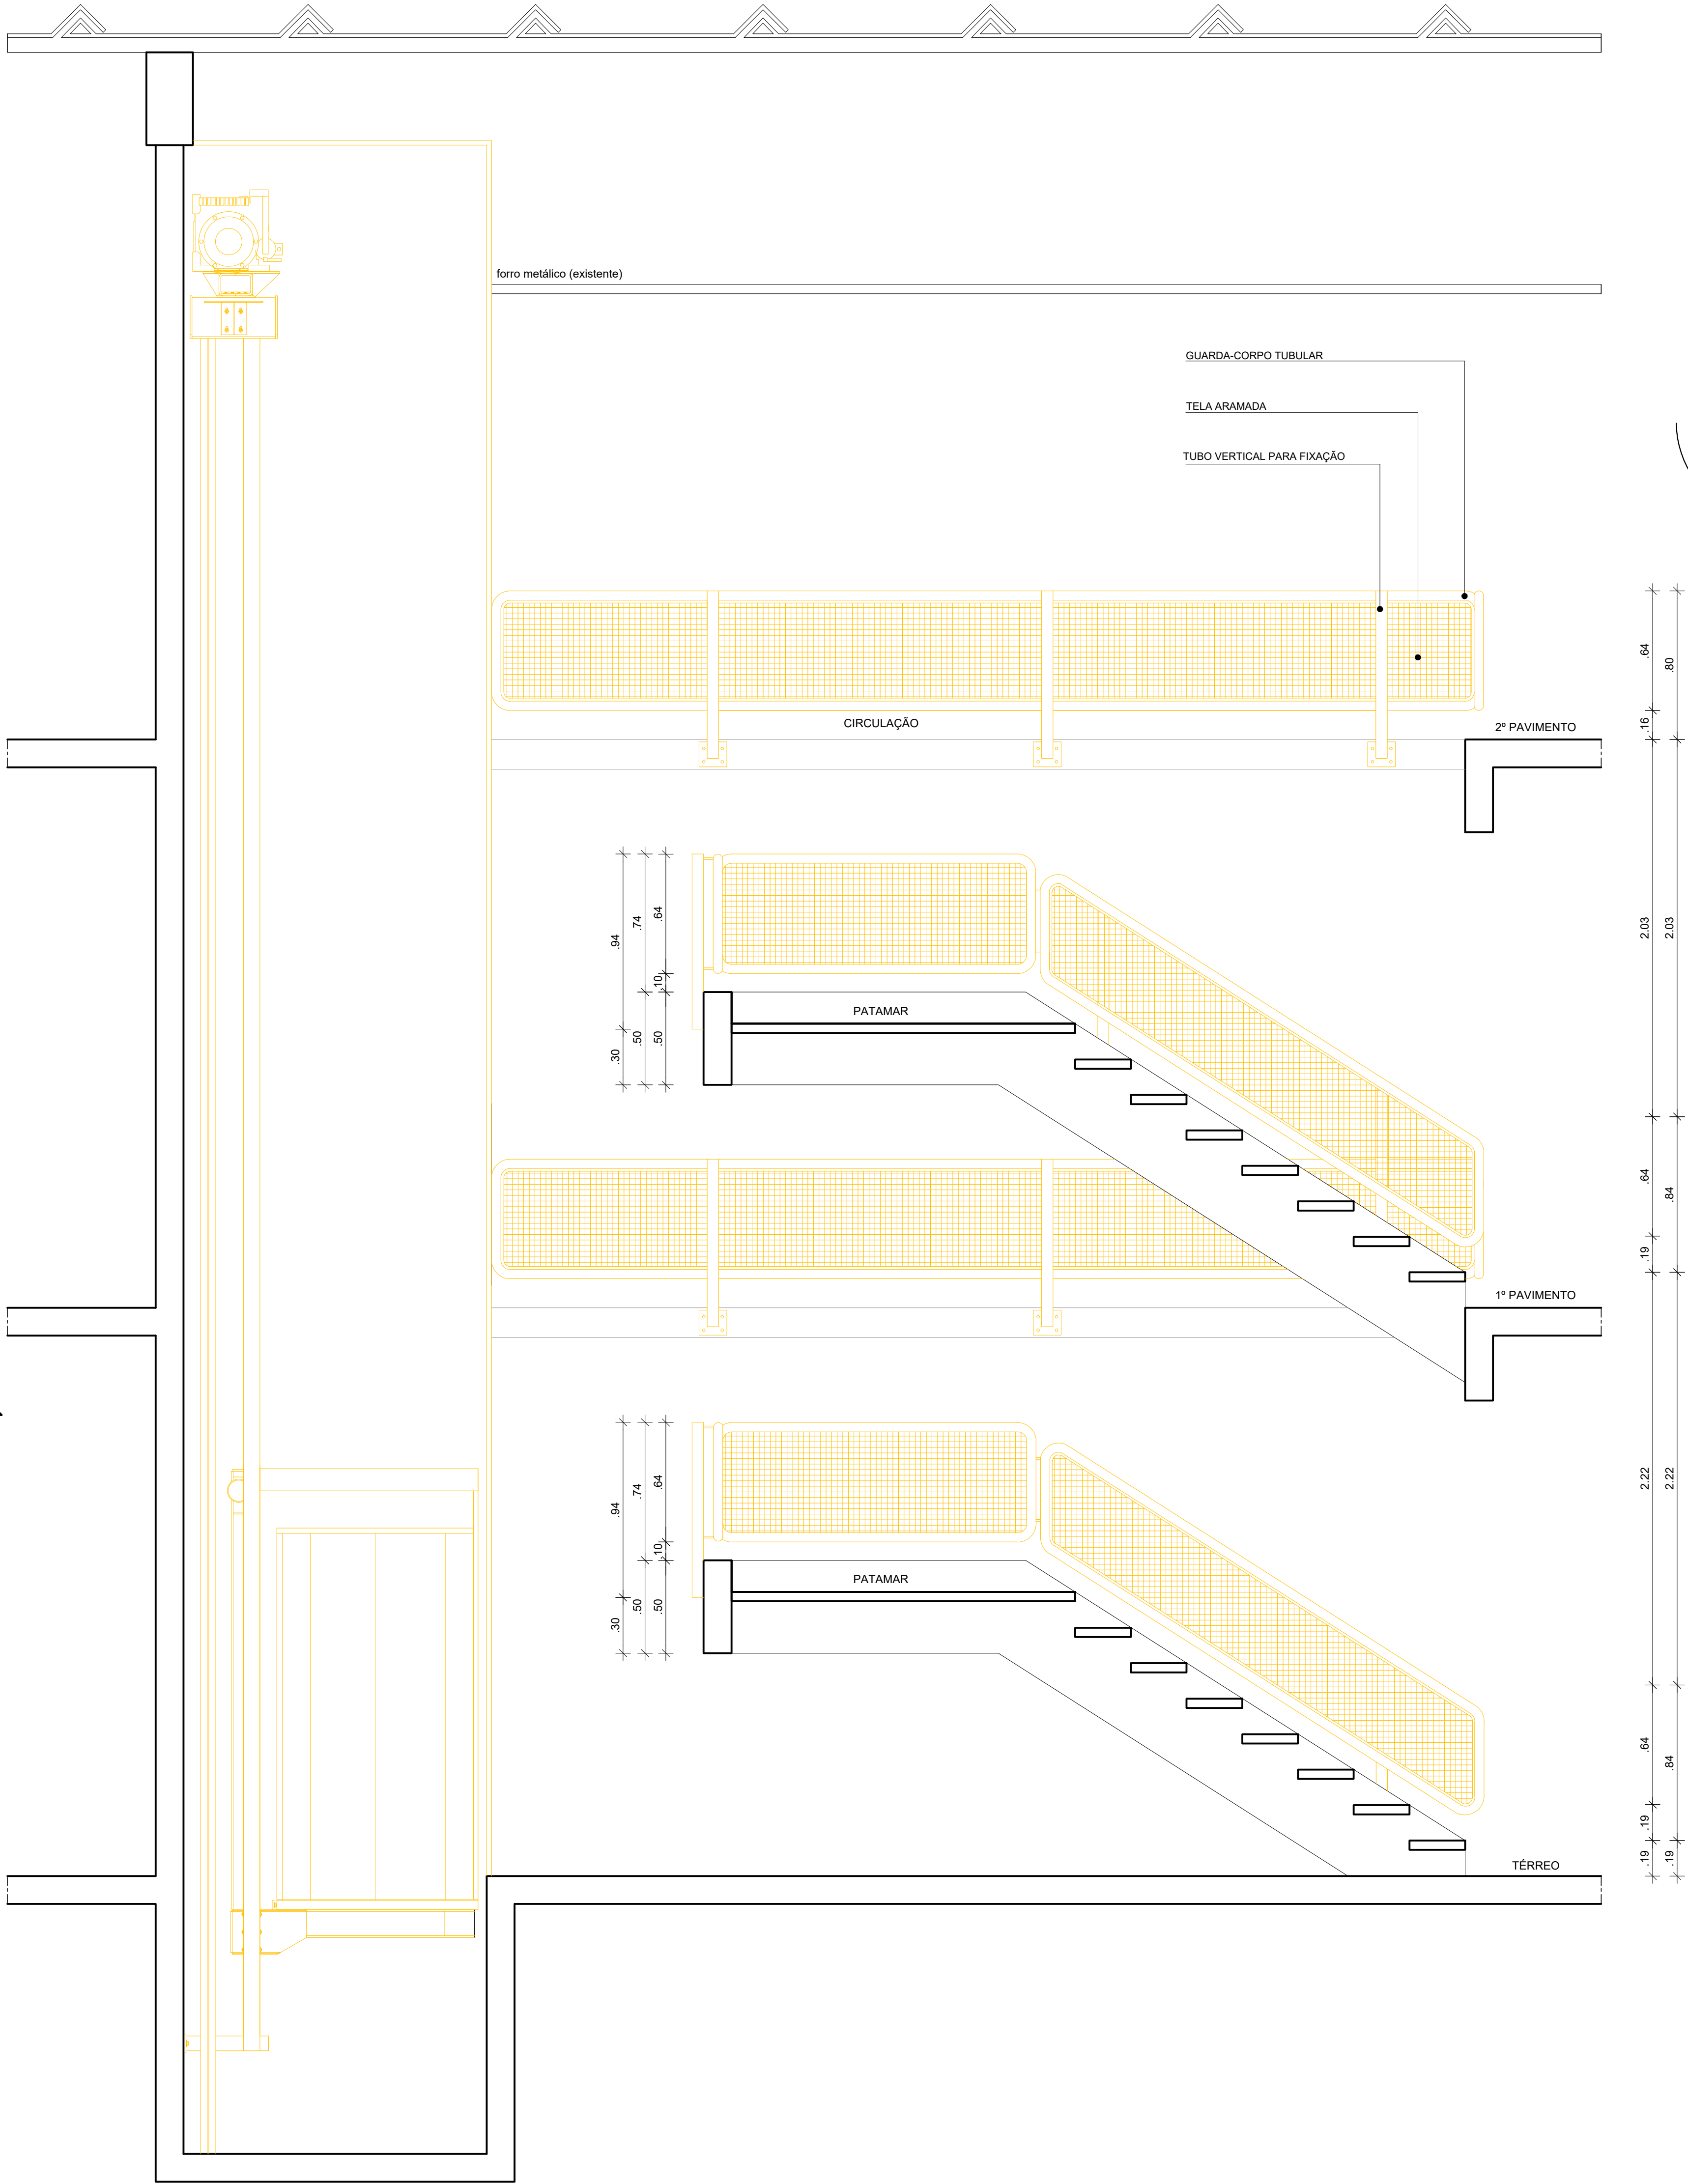 forro metálico (existente)
GUARDA-CORPO TUBULAR
TELA ARAMADA
TUBO VERTICAL PARA FIXAÇÃO
.64
.80
CIRCULAÇÃO
.16
2º PAVIMENTO
.94
.74
.64
2.03
2.03
.10
PATAMAR
.30
.50
.50
.64
.84
.19
1º PAVIMENTO
.94
.74
.64
2.22
2.22
.10
PATAMAR
.30
.50
.50
.64
.84
.19
.19
.19
TÉRREO